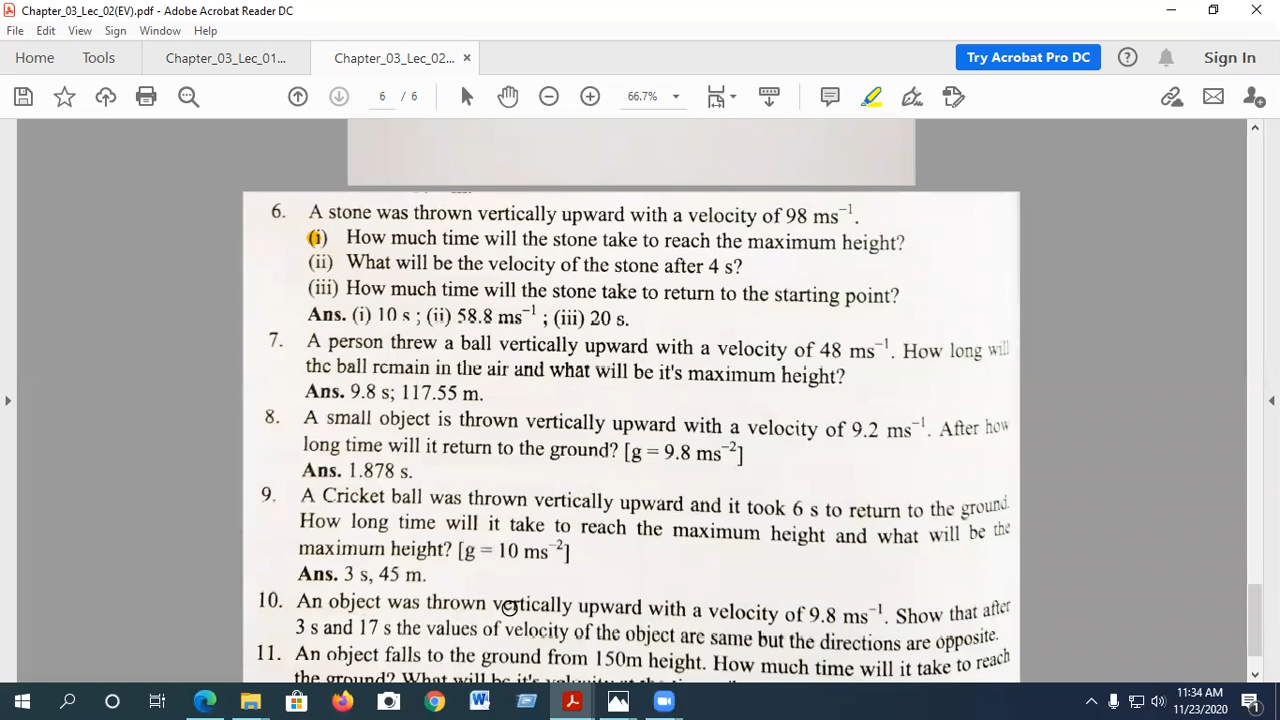 Chapter_03_Lec_02(EV).pdf - Adobe Acrobat Reader DC
File Edit View Sign Window Help
Home Tools Chapter_03_Lec_01... Chapter_03_Lec_02... × Try Acrobat Pro DC Sign In
6 / 6 66.7%
6. A stone was thrown vertically upward with a velocity of 98 ms⁻¹.
(i) How much time will the stone take to reach the maximum height?
(ii) What will be the velocity of the stone after 4 s?
(iii) How much time will the stone take to return to the starting point?
Ans. (i) 10 s ; (ii) 58.8 ms⁻¹ ; (iii) 20 s.
7. A person threw a ball vertically upward with a velocity of 48 ms⁻¹. How long will
the ball remain in the air and what will be it's maximum height?
Ans. 9.8 s; 117.55 m.
8. A small object is thrown vertically upward with a velocity of 9.2 ms⁻¹. After how
long time will it return to the ground? [g = 9.8 ms⁻²]
Ans. 1.878 s.
9. A Cricket ball was thrown vertically upward and it took 6 s to return to the ground.
How long time will it take to reach the maximum height and what will be the
maximum height? [g = 10 ms⁻²]
Ans. 3 s, 45 m.
10. An object was thrown vertically upward with a velocity of 9.8 ms⁻¹. Show that after
3 s and 17 s the values of velocity of the object are same but the directions are opposite.
11. An object falls to the ground from 150m height. How much time will it take to reach
the ground? What will be it's velocity at the
11:34 AM
11/23/2020